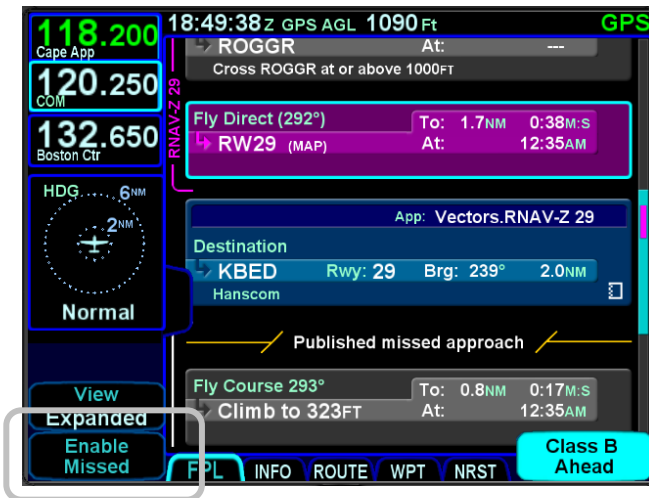 118.200
Cape App
120.250
COM
132.650
Boston Ctr
HDG 6NM
2NM
Normal
View
Expanded
Enable
Missed
18:49:38Z GPS AGL 1090 Ft GPS
RNAV-Z 29
ROGGR At: ---
Cross ROGGR at or above 1000FT
Fly Direct (292°) To: 1.7NM 0:38M:S
RW29 (MAP) At: 12:35AM
App: Vectors.RNAV-Z 29
Destination
KBED Rwy: 29 Brg: 239° 2.0NM
Hanscom
Published missed approach
Fly Course 293° To: 0.8NM 0:17M:S
Climb to 323FT At: 12:35AM
FPL INFO ROUTE WPT NRST
Class B
Ahead